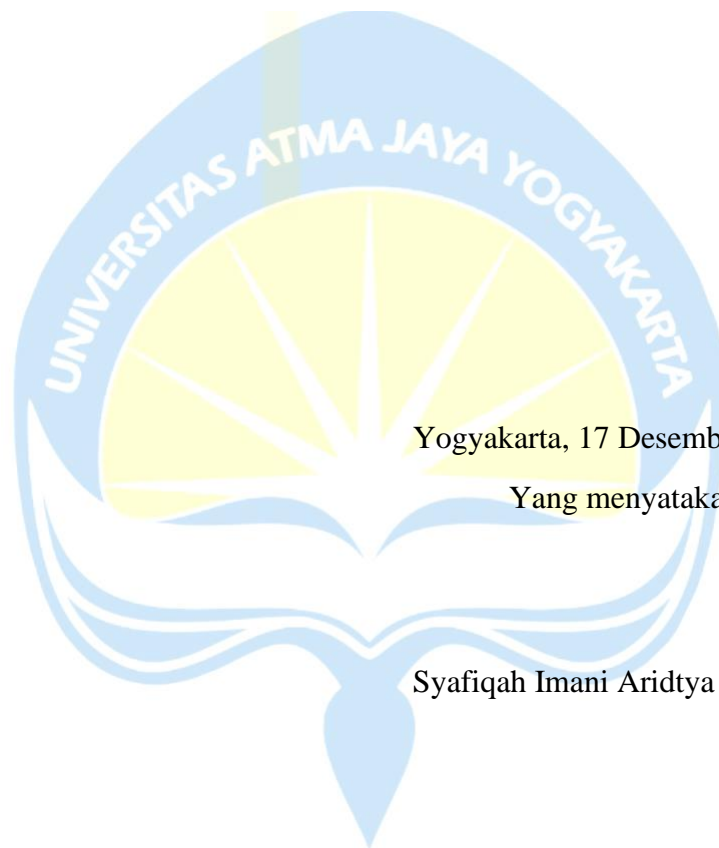 UNIVERSITAS ATMA JAYA YOGYAKARTA
Yogyakarta, 17 Desemb
Yang menyataka
Syafiqah Imani Aridtya